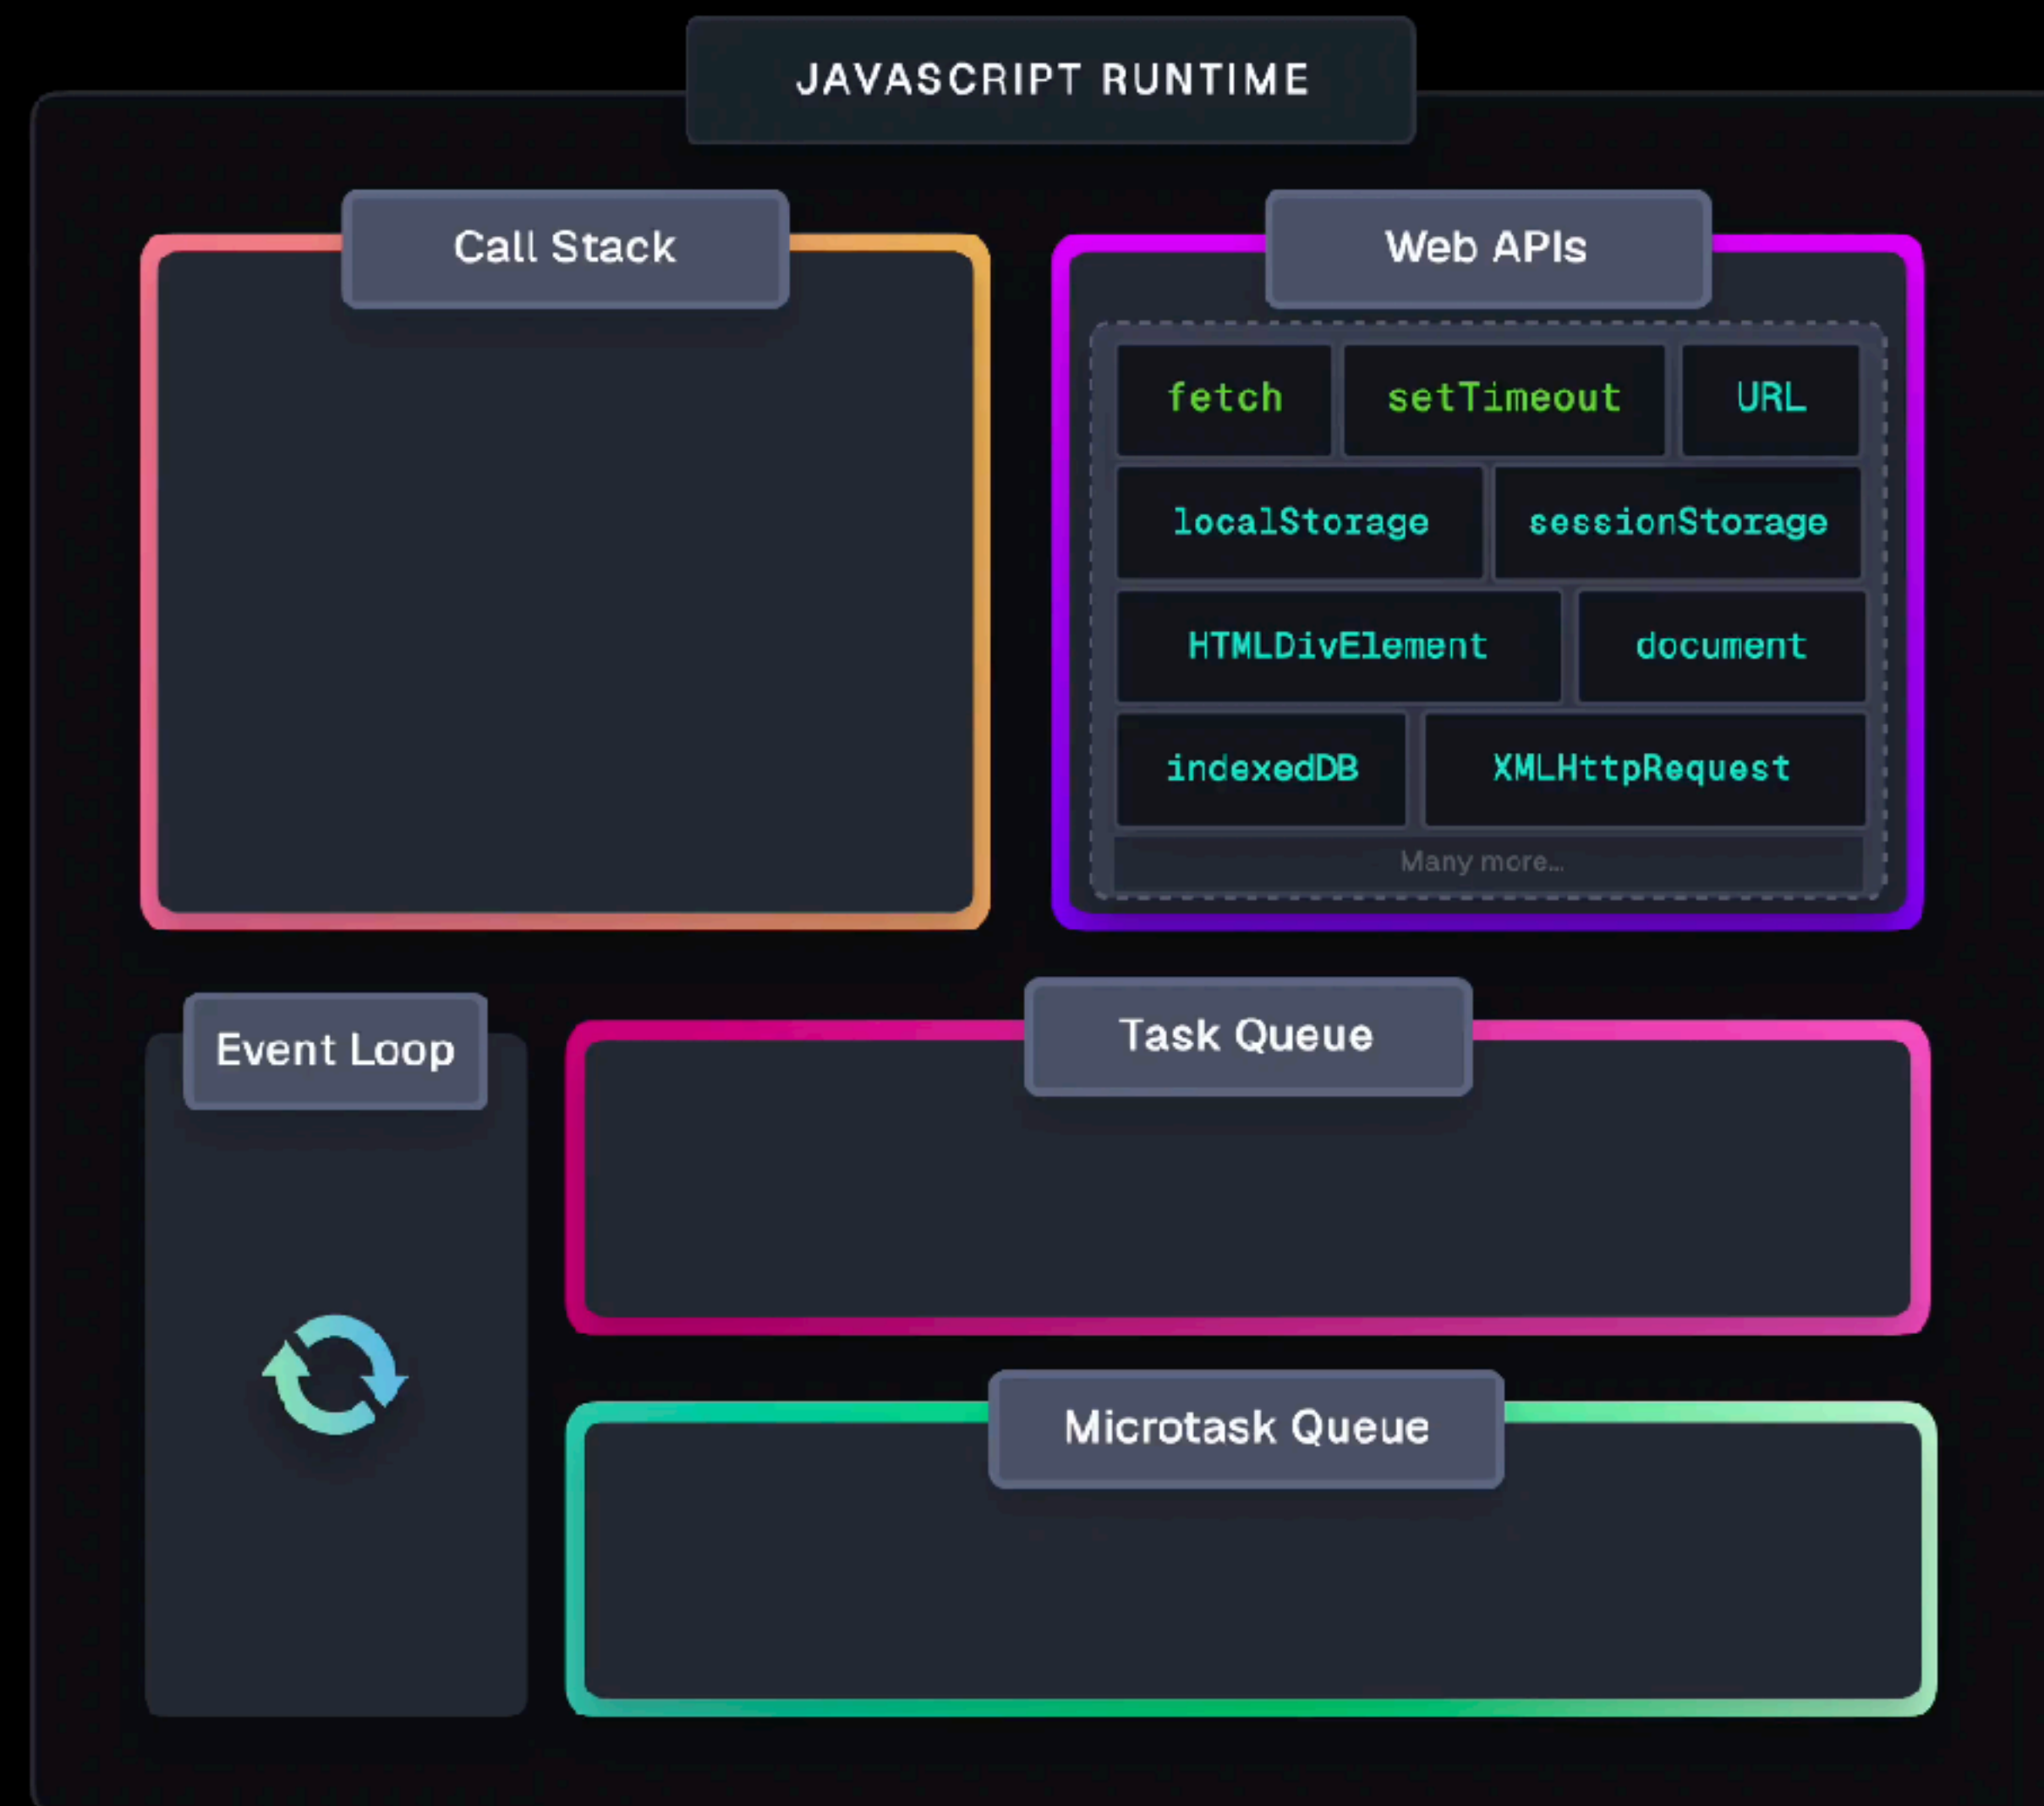 JAVASCRIPT RUNTIME
Call Stack
Web APIs
fetch
setTimeout
URL
localStorage
sessionStorage
HTMLDivElement
document
indexedDB
XMLHttpRequest
Many more...
Event Loop
Task Queue
Microtask Queue